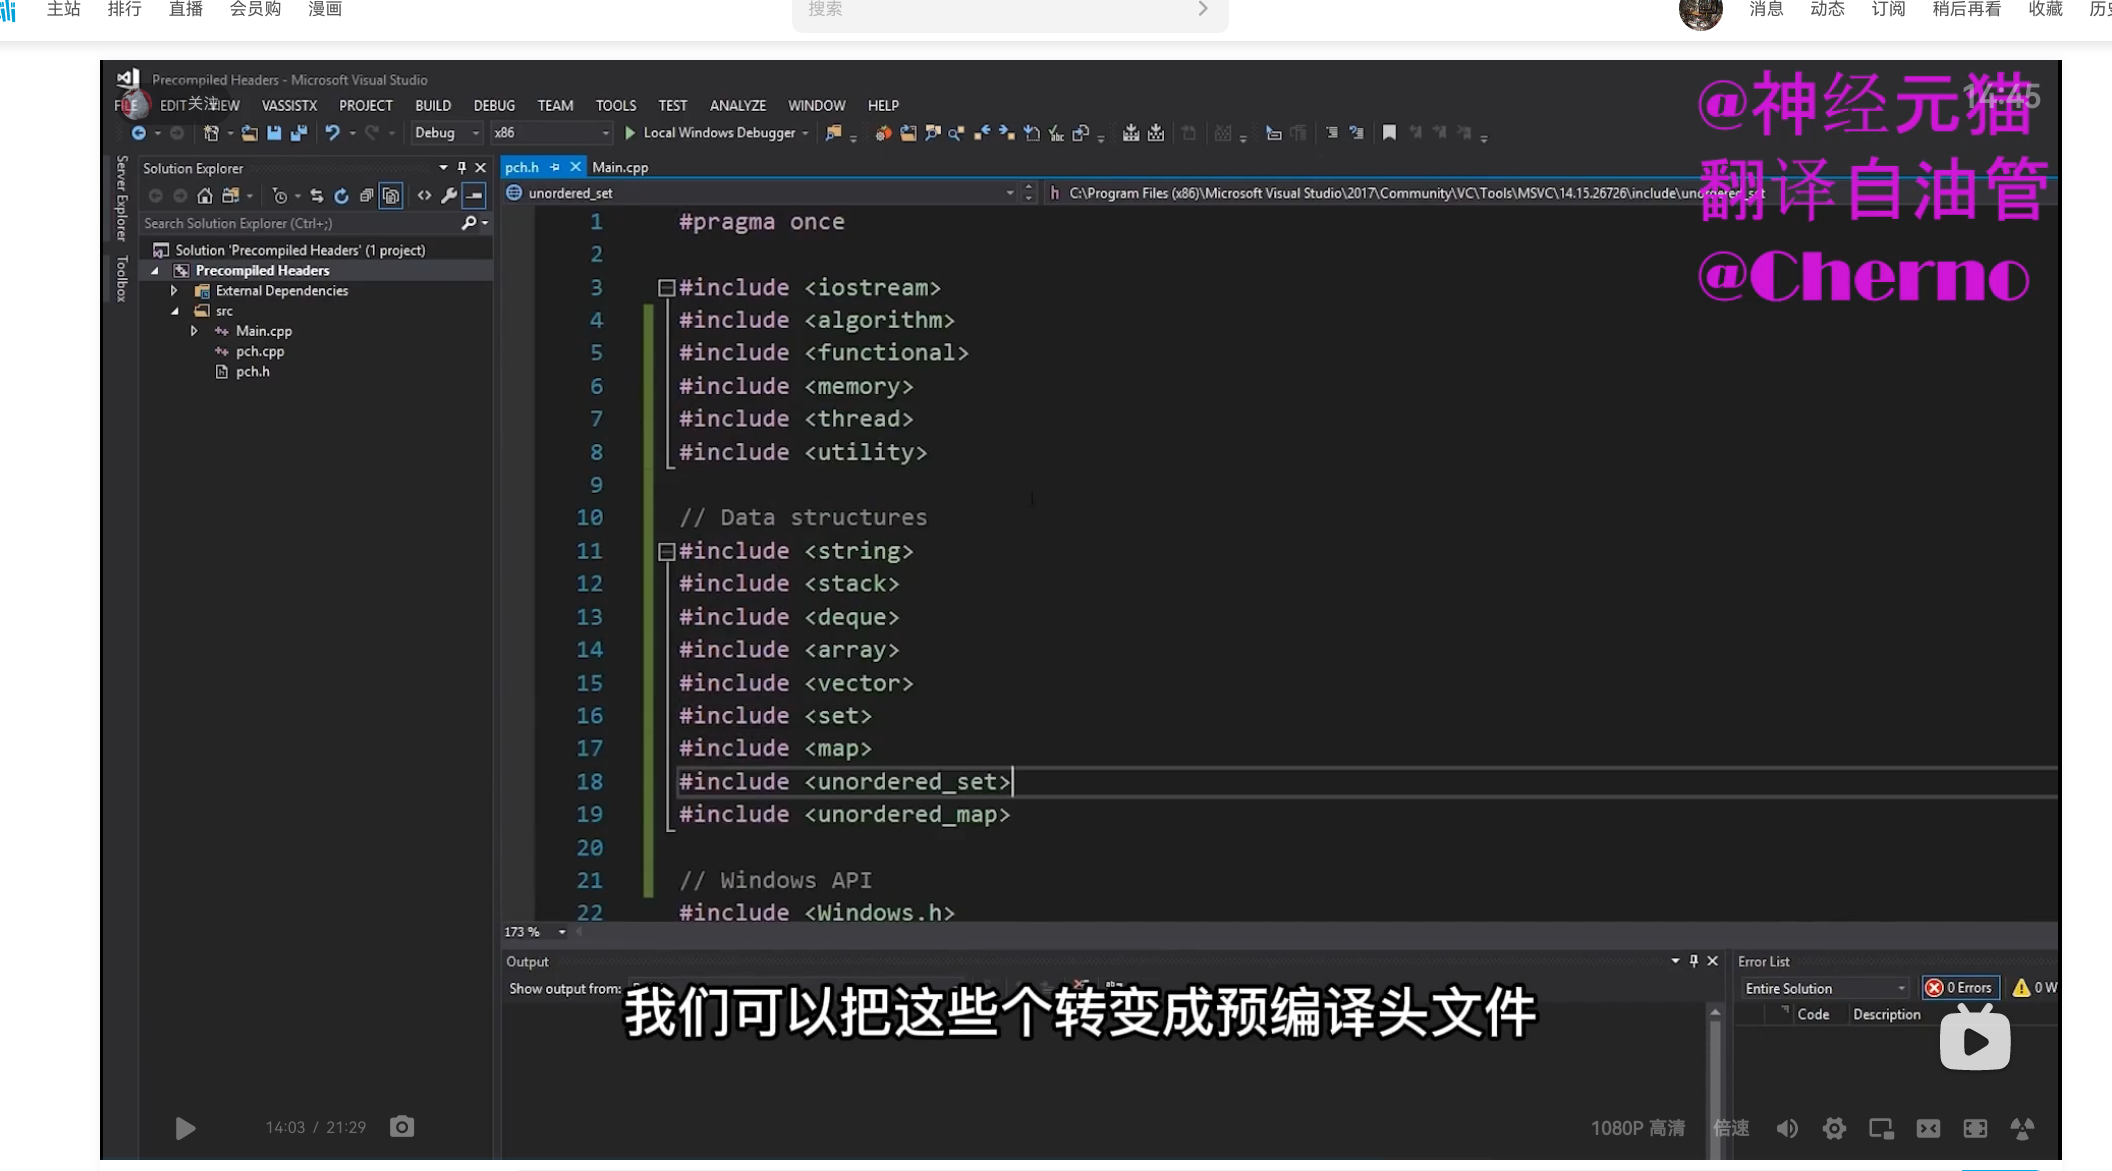 主站 排行 直播 会员购 漫画 搜索 消息 动态 订阅 稍后再看 收藏
Precompiled Headers - Microsoft Visual Studio
FILE EDIT VIEW VASSISTX PROJECT BUILD DEBUG TEAM TOOLS TEST ANALYZE WINDOW HELP
关注
14:45
@神经元猫
翻译自油管
@Cherno
Debug x86 Local Windows Debugger
Server Explorer
Toolbox
Solution Explorer
Search Solution Explorer (Ctrl+;)
Solution 'Precompiled Headers' (1 project)
Precompiled Headers
External Dependencies
src
Main.cpp
pch.cpp
pch.h
pch.h Main.cpp
unordered_set C:\Program Files (x86)\Microsoft Visual Studio\2017\Community\VC\Tools\MSVC\14.15.26726\include\unordered_set
1 #pragma once
2
3 #include <iostream>
4 #include <algorithm>
5 #include <functional>
6 #include <memory>
7 #include <thread>
8 #include <utility>
9
10 // Data structures
11 #include <string>
12 #include <stack>
13 #include <deque>
14 #include <array>
15 #include <vector>
16 #include <set>
17 #include <map>
18 #include <unordered_set>
19 #include <unordered_map>
20
21 // Windows API
22 #include <Windows.h>
173 %
Output
Show output from:
Error List
Entire Solution 0 Errors 0 W
Code Description
我们可以把这些个转变成预编译头文件
14:03 / 21:29
1080P 高清 倍速